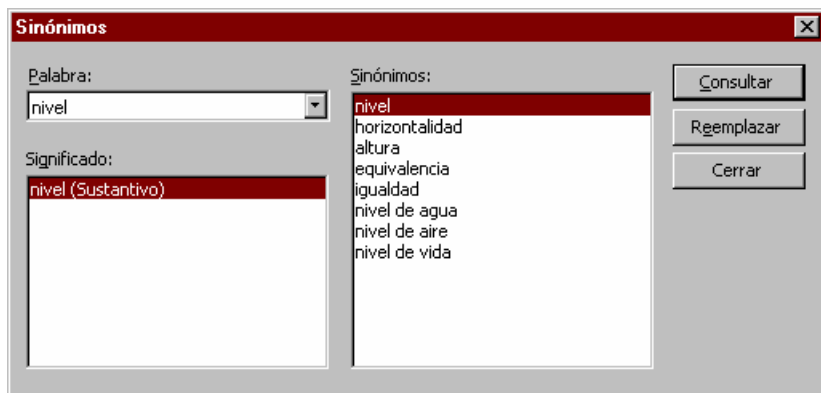 Sinónimos
Palabra:
nivel
Significado:
nivel (Sustantivo)
Sinónimos:
nivel
horizontalidad
altura
equivalencia
igualdad
nivel de agua
nivel de aire
nivel de vida
Consultar
Reemplazar
Cerrar